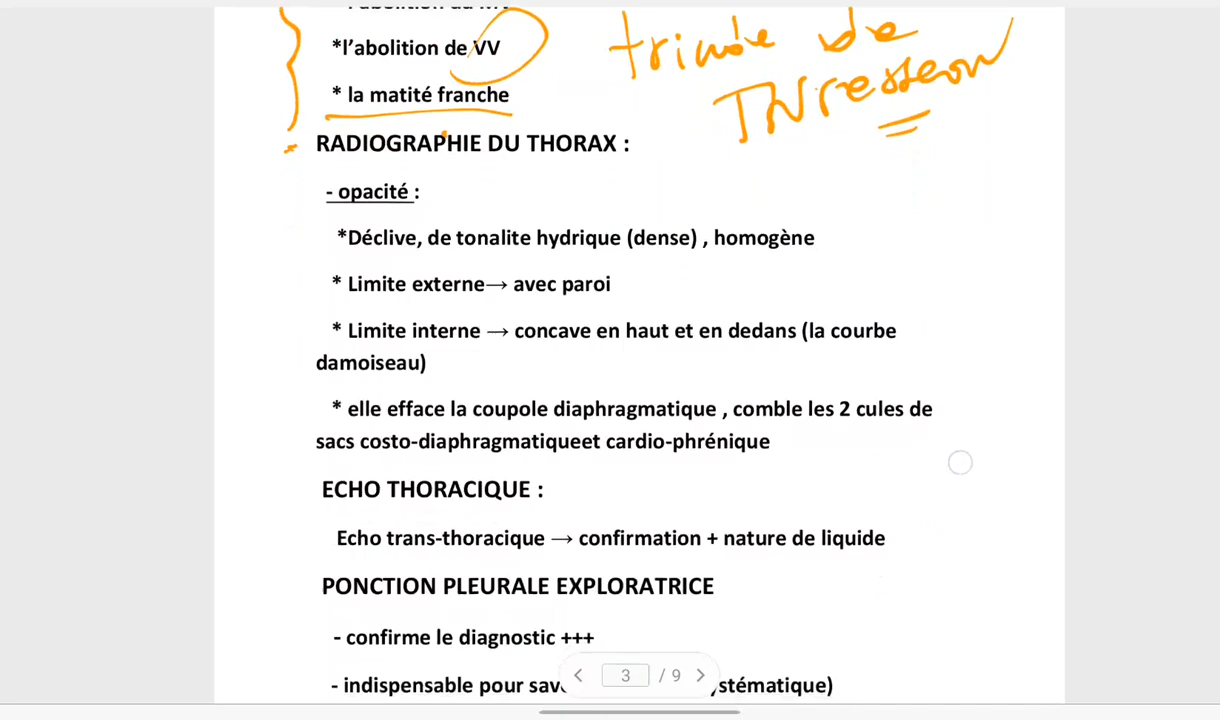 *l'abolition de VV
* la matité franche
triade de
RADIOGRAPHIE DU THORAX :
- opacité :
*Déclive, de tonalite hydrique (dense) , homogène
* Limite externe→ avec paroi
* Limite interne → concave en haut et en dedans (la courbe
damoiseau)
* elle efface la coupole diaphragmatique , comble les 2 cules de
sacs costo-diaphragmatiqueet cardio-phrénique
ECHO THORACIQUE :
Echo trans-thoracique → confirmation + nature de liquide
PONCTION PLEURALE EXPLORATRICE
- confirme le diagnostic +++
- indispensable pour
3 / 9